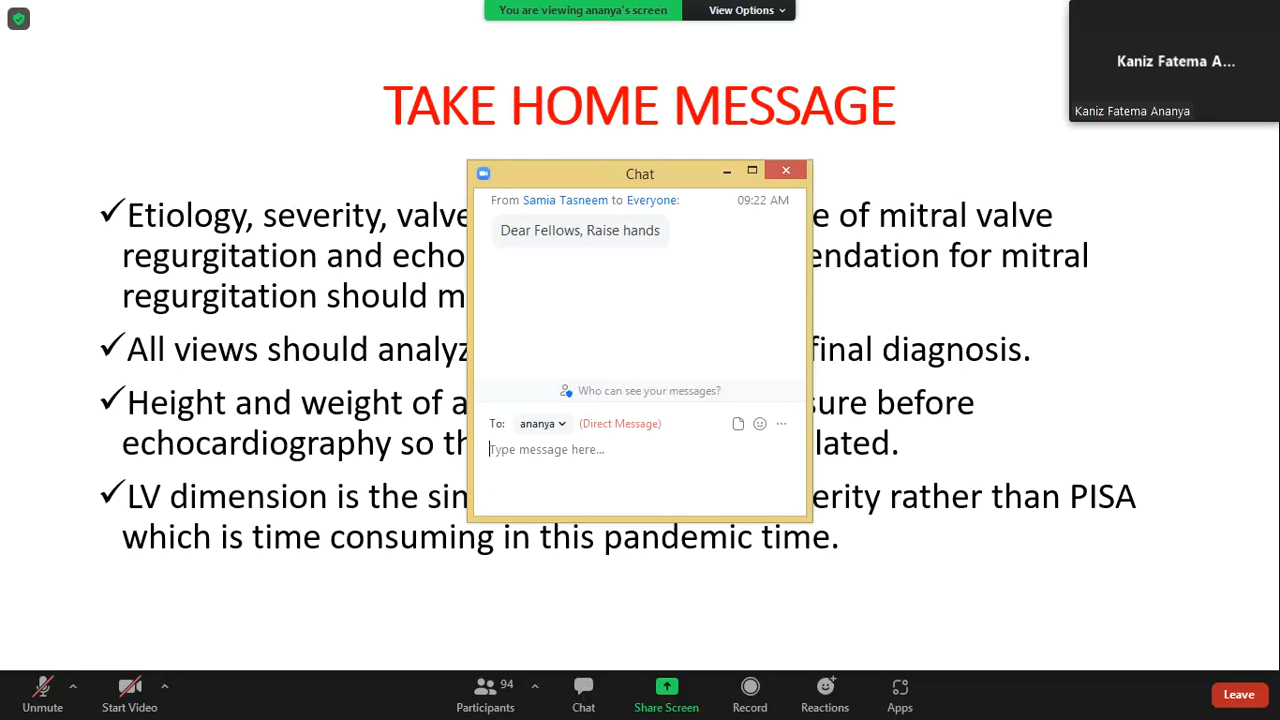 You are viewing ananya's screen View Options
Kaniz Fatema A...
Kaniz Fatema Ananya
TAKE HOME MESSAGE
Chat
From Samia Tasneem to Everyone: 09:22 AM
Dear Fellows, Raise hands
Etiology, severity, valve e of mitral valve
regurgitation and echo endation for mitral
regurgitation should m
All views should analyz final diagnosis.
Who can see your messages?
Height and weight of a sure before
To: ananya (Direct Message)
echocardiography so th lated.
Type message here...
LV dimension is the sim erity rather than PISA
which is time consuming in this pandemic time.
94
Unmute Start Video Participants Chat Share Screen Record Reactions Apps Leave